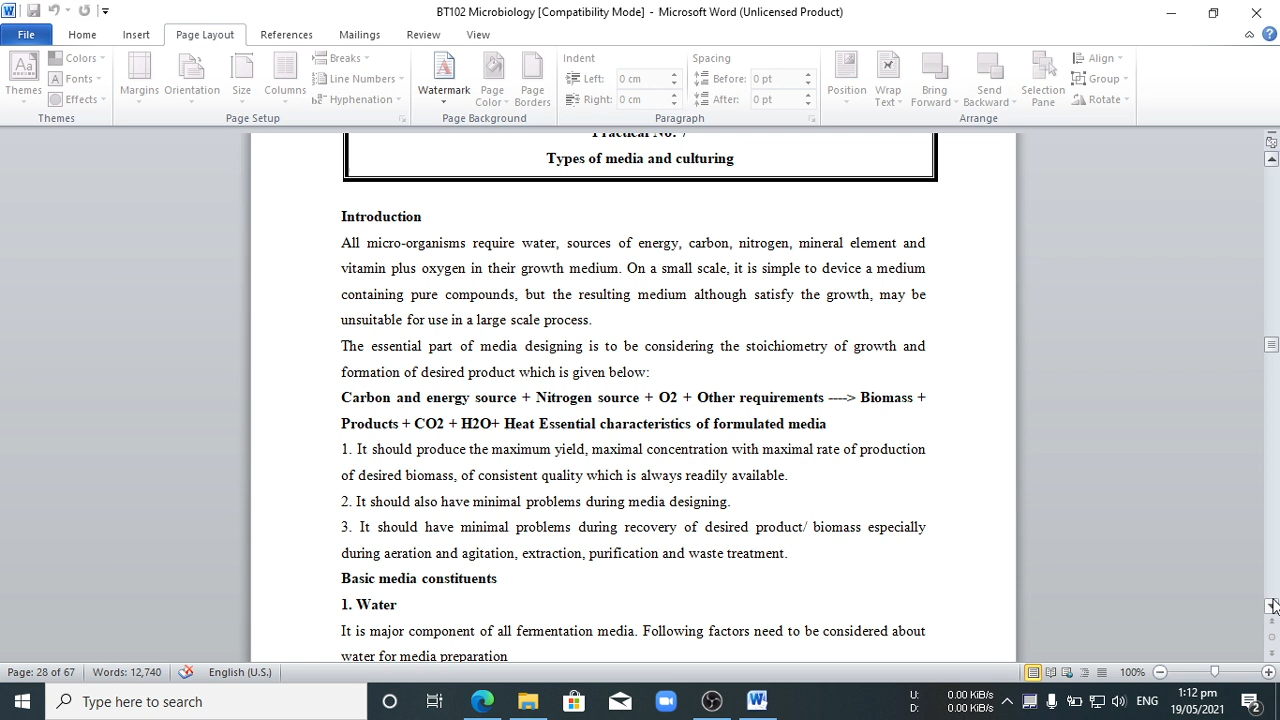 BT102 Microbiology [Compatibility Mode] - Microsoft Word (Unlicensed Product)
File Home Insert Page Layout References Mailings Review View
Themes Colors Fonts Effects Margins Orientation Size Columns Breaks Line Numbers Hyphenation Watermark Page Color Page Borders Indent Left: 0 cm Right: 0 cm Spacing Before: 0 pt After: 0 pt Position Wrap Text Bring Forward Send Backward Selection Pane Align Group Rotate
Themes Page Setup Page Background Paragraph Arrange
Practical No. 7
Types of media and culturing
Introduction
All micro-organisms require water, sources of energy, carbon, nitrogen, mineral element and
vitamin plus oxygen in their growth medium. On a small scale, it is simple to device a medium
containing pure compounds, but the resulting medium although satisfy the growth, may be
unsuitable for use in a large scale process.
The essential part of media designing is to be considering the stoichiometry of growth and
formation of desired product which is given below:
Carbon and energy source + Nitrogen source + O2 + Other requirements ----> Biomass +
Products + CO2 + H2O+ Heat Essential characteristics of formulated media
1. It should produce the maximum yield, maximal concentration with maximal rate of production
of desired biomass, of consistent quality which is always readily available.
2. It should also have minimal problems during media designing.
3. It should have minimal problems during recovery of desired product/ biomass especially
during aeration and agitation, extraction, purification and waste treatment.
Basic media constituents
1. Water
It is major component of all fermentation media. Following factors need to be considered about
water for media preparation
Page: 28 of 67 Words: 12,740 English (U.S.) 100%
Type here to search
U: 0.00 KiB/s
D: 0.00 KiB/s
ENG
1:12 pm
19/05/2021
2